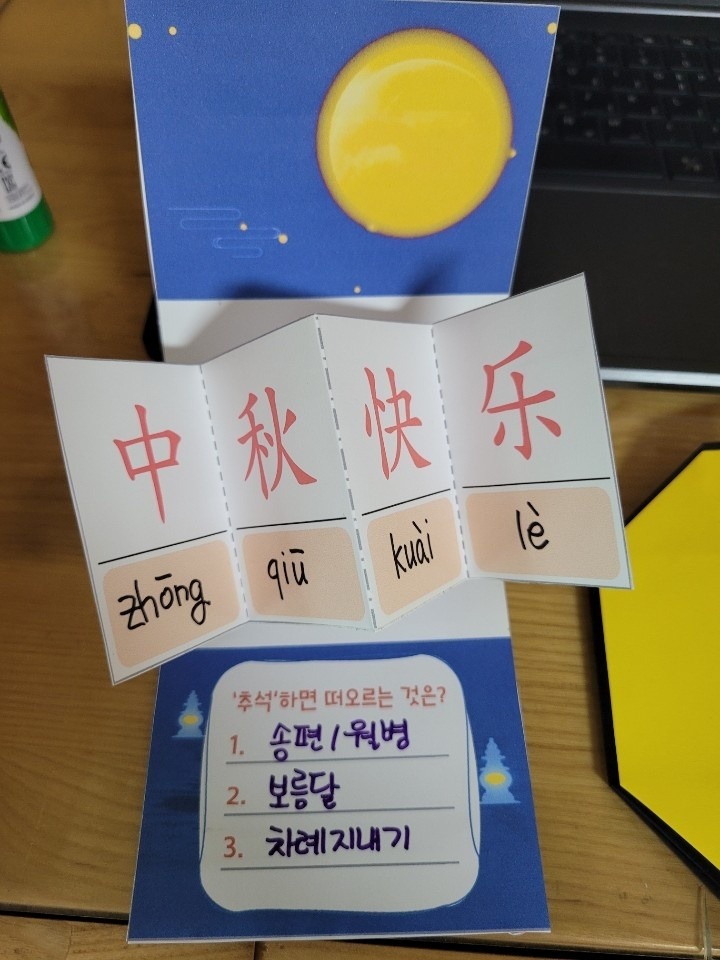 中秋快乐
zhōng qiū kuài lè
'추석'하면 떠오르는 것은?
1. 송편 / 월병
2. 보름달
3. 차례지내기